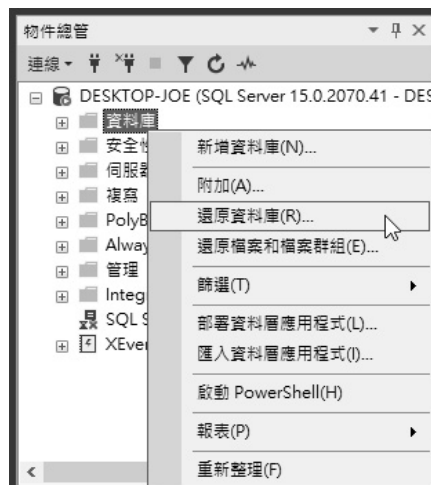 物件總管
連線
DESKTOP-JOE (SQL Server 15.0.2070.41 - DES
資料庫
安全性
伺服器
複寫
PolyB
Alway
管理
Integ
SQL S
XEver
新增資料庫(N)...
附加(A)...
還原資料庫(R)...
還原檔案和檔案群組(E)...
篩選(T)
部署資料層應用程式(L)...
匯入資料層應用程式(I)...
啟動 PowerShell(H)
報表(P)
重新整理(F)